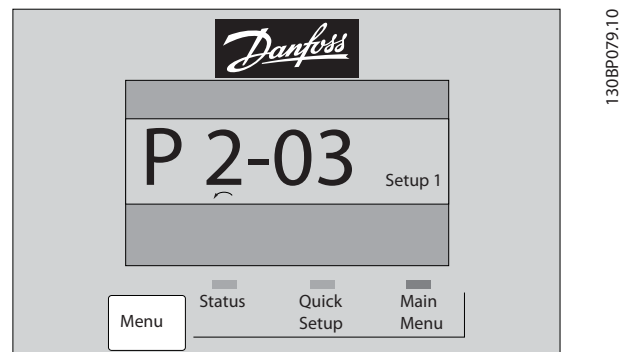 Danfoss
P 2-03
Setup 1
Status
Quick
Setup
Main
Menu
Menu
130BP079.10